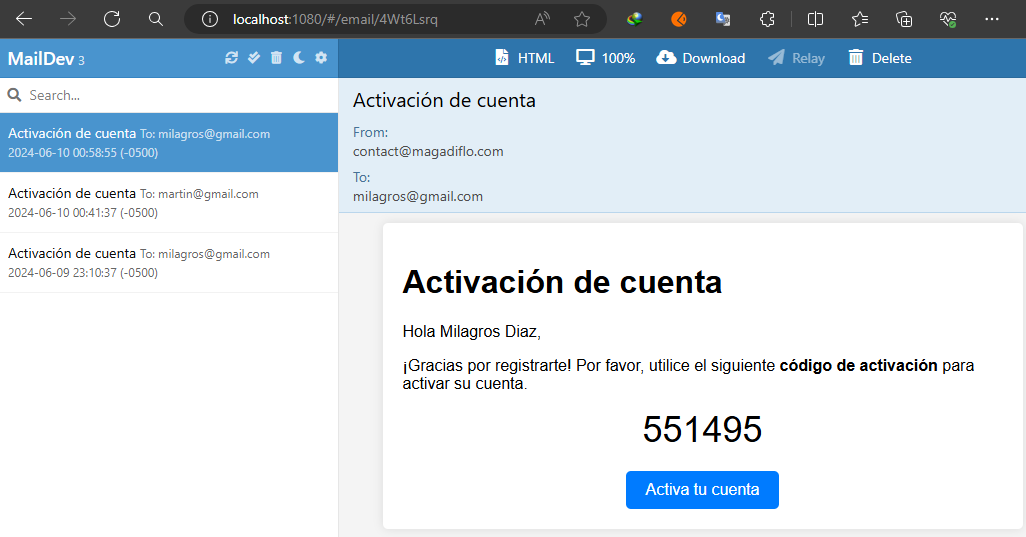 localhost:1080/#/email/4Wt6Lsrq
MailDev 3
HTML 100% Download Relay Delete
Search...
Activación de cuenta To: milagros@gmail.com
2024-06-10 00:58:55 (-0500)
Activación de cuenta To: martin@gmail.com
2024-06-10 00:41:37 (-0500)
Activación de cuenta To: milagros@gmail.com
2024-06-09 23:10:37 (-0500)
Activación de cuenta
From:
contact@magadiflo.com
To:
milagros@gmail.com
Activación de cuenta
Hola Milagros Diaz,
¡Gracias por registrarte! Por favor, utilice el siguiente código de activación para
activar su cuenta.
551495
Activa tu cuenta